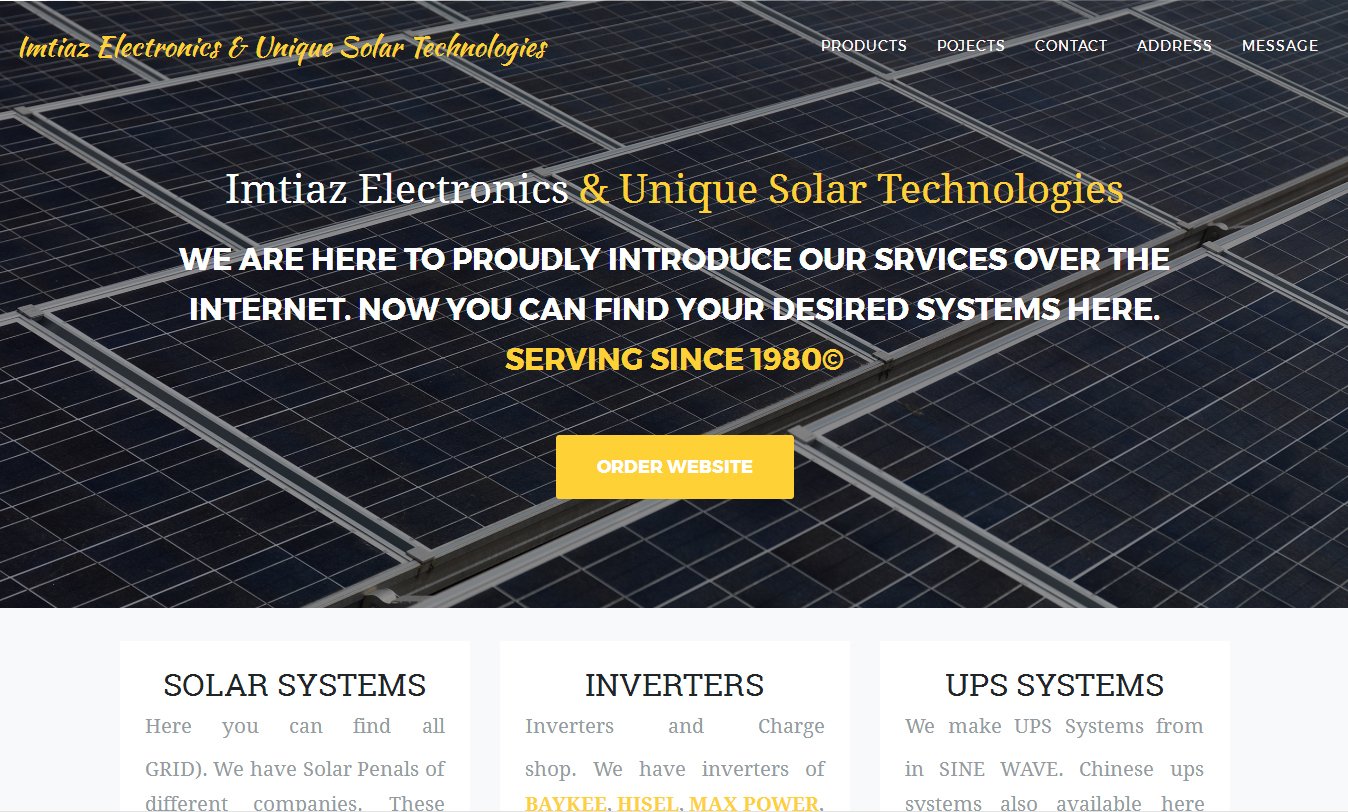 Imtiaz Electronics & Unique Solar Technologies
PRODUCTS POJECTS CONTACT ADDRESS MESSAGE
Imtiaz Electronics & Unique Solar Technologies
WE ARE HERE TO PROUDLY INTRODUCE OUR SRVICES OVER THE
INTERNET. NOW YOU CAN FIND YOUR DESIRED SYSTEMS HERE.
SERVING SINCE 1980©
ORDER WEBSITE
SOLAR SYSTEMS
Here you can find all
GRID). We have Solar Penals of
different companies. These
INVERTERS
Inverters and Charge
shop. We have inverters of
BAYKEE, HISEL, MAX POWER,
UPS SYSTEMS
We make UPS Systems from
in SINE WAVE. Chinese ups
systems also available here